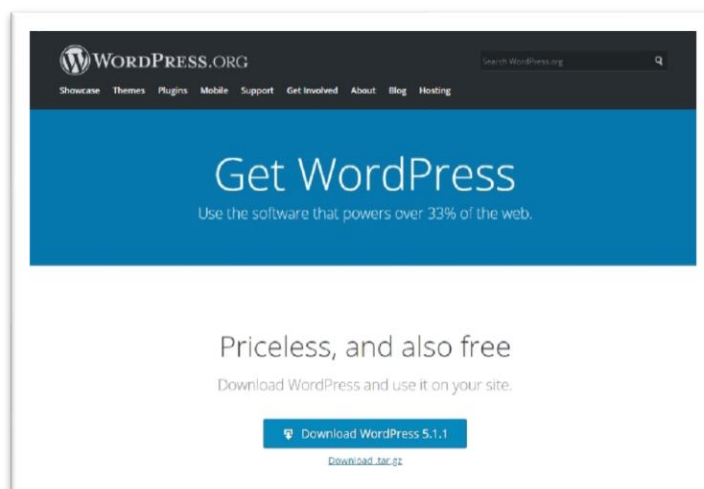 WORDPRESS.ORG
Search WordPress.org
Showcase Themes Plugins Mobile Support Get Involved About Blog Hosting
Get WordPress
Use the software that powers over 33% of the web.
Priceless, and also free
Download WordPress and use it on your site.
Download WordPress 5.1.1
Download .tar.gz